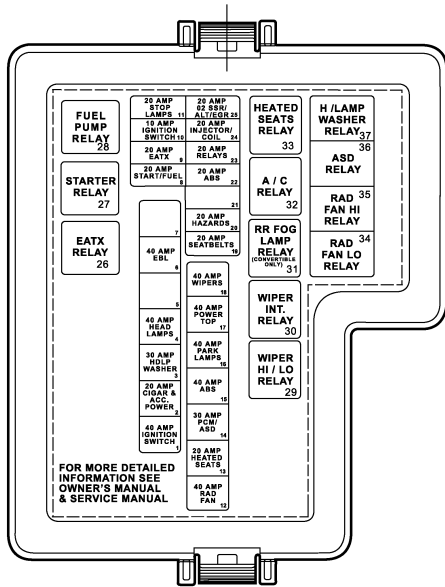 FUEL
PUMP
RELAY
28
STARTER
RELAY
27
EATX
RELAY
26
20 AMP
STOP
LAMPS 11
10 AMP
IGNITION
SWITCH 10
20 AMP
EATX
9
20 AMP
START/FUEL
8
20 AMP
02 SSR/
ALT/EGR 25
20 AMP
INJECTOR/
COIL 24
20 AMP
RELAYS
23
20 AMP
ABS
22
21
20 AMP
HAZARDS
20
20 AMP
SEATBELTS
19
7
40 AMP
EBL
6
5
40 AMP
HEAD
LAMPS
4
30 AMP
HDLP
WASHER
3
20 AMP
CIGAR &
ACC.
POWER
2
40 AMP
IGNITION
SWITCH
1
40 AMP
WIPERS
18
40 AMP
POWER
TOP
17
40 AMP
PARK
LAMPS
16
40 AMP
ABS
15
30 AMP
PCM/
ASD
14
20 AMP
HEATED
SEATS
13
40 AMP
RAD
FAN
12
HEATED
SEATS
RELAY
33
A / C
RELAY
32
RR FOG
LAMP
RELAY
(CONVERTIBLE
ONLY)
31
WIPER
INT.
RELAY
30
WIPER
HI / LO
RELAY
29
H /LAMP
WASHER
RELAY 37
36
ASD
RELAY
35
RAD
FAN HI
RELAY
34
RAD
FAN LO
RELAY
FOR MORE DETAILED
INFORMATION SEE
OWNER'S MANUAL
& SERVICE MANUAL